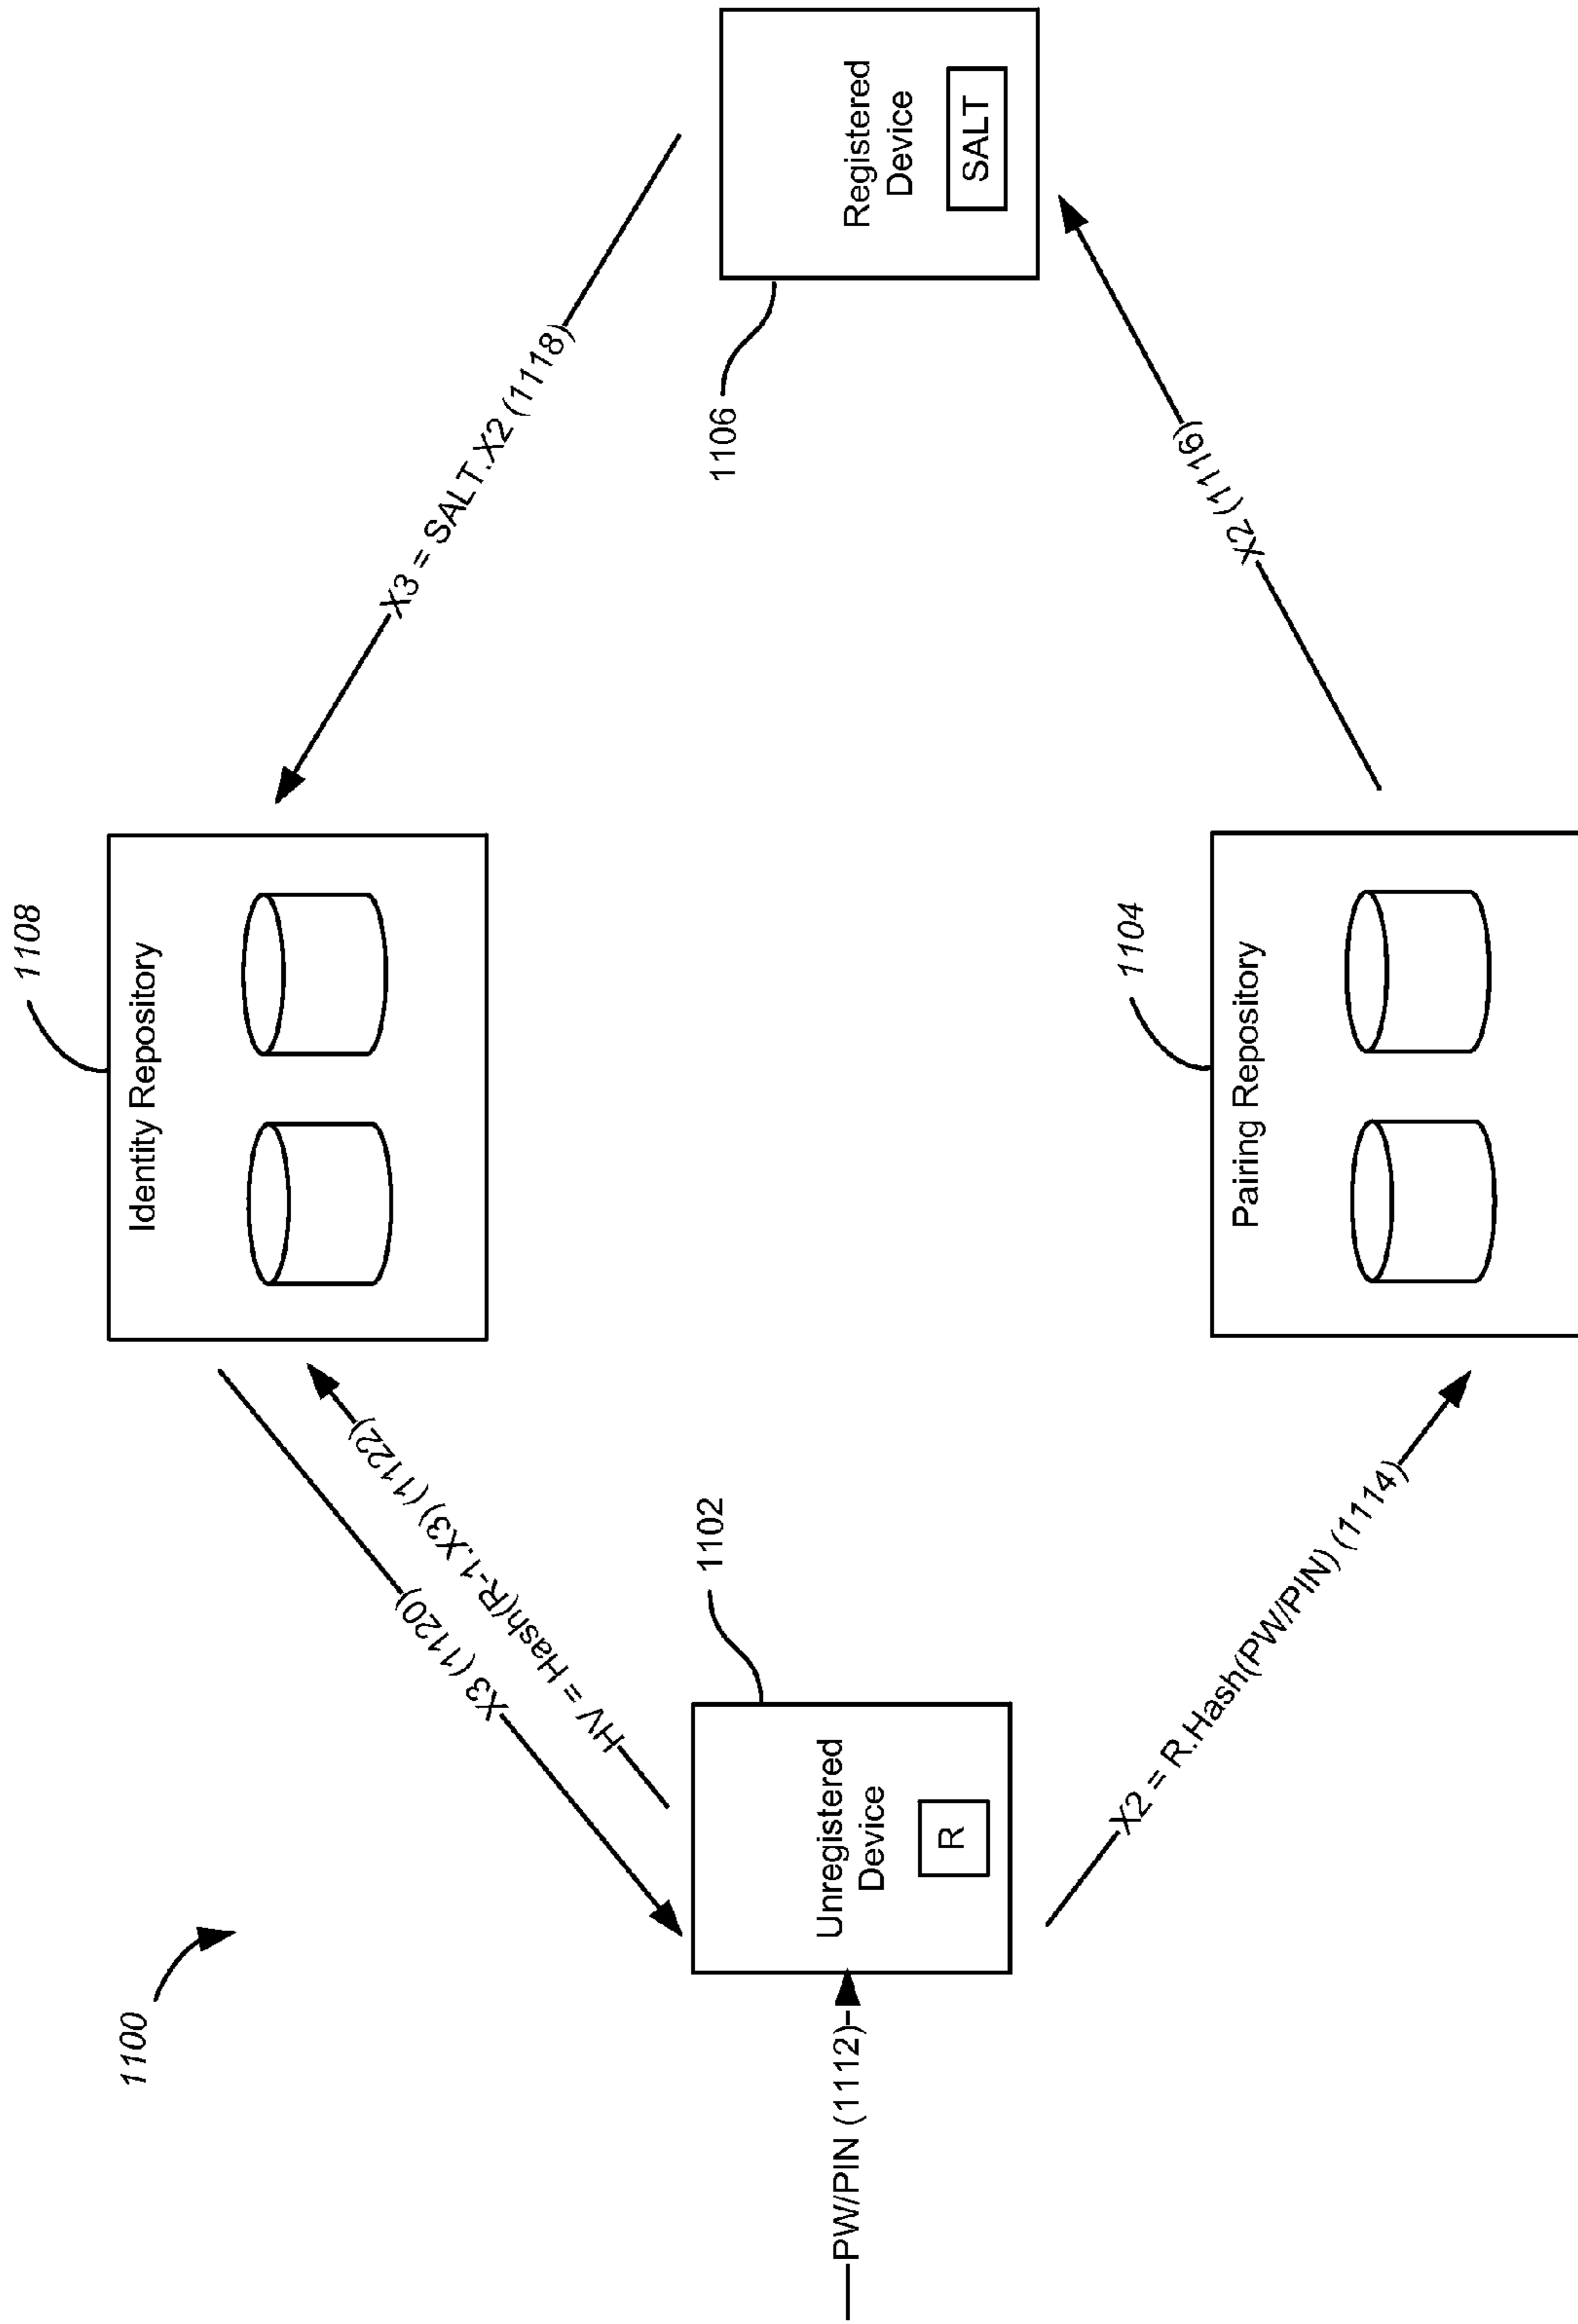 1100
1108
Identity Repository
X3 (1120)
HV = Hash(R-1.X3) (1122)
X3 = SALT.X2 (1118)
PW/PIN (1112)
1102
Unregistered
Device
R
1106
Registered
Device
SALT
X2 = R.Hash(PW/PIN) (1114)
1104
Pairing Repository
X2 (1116)